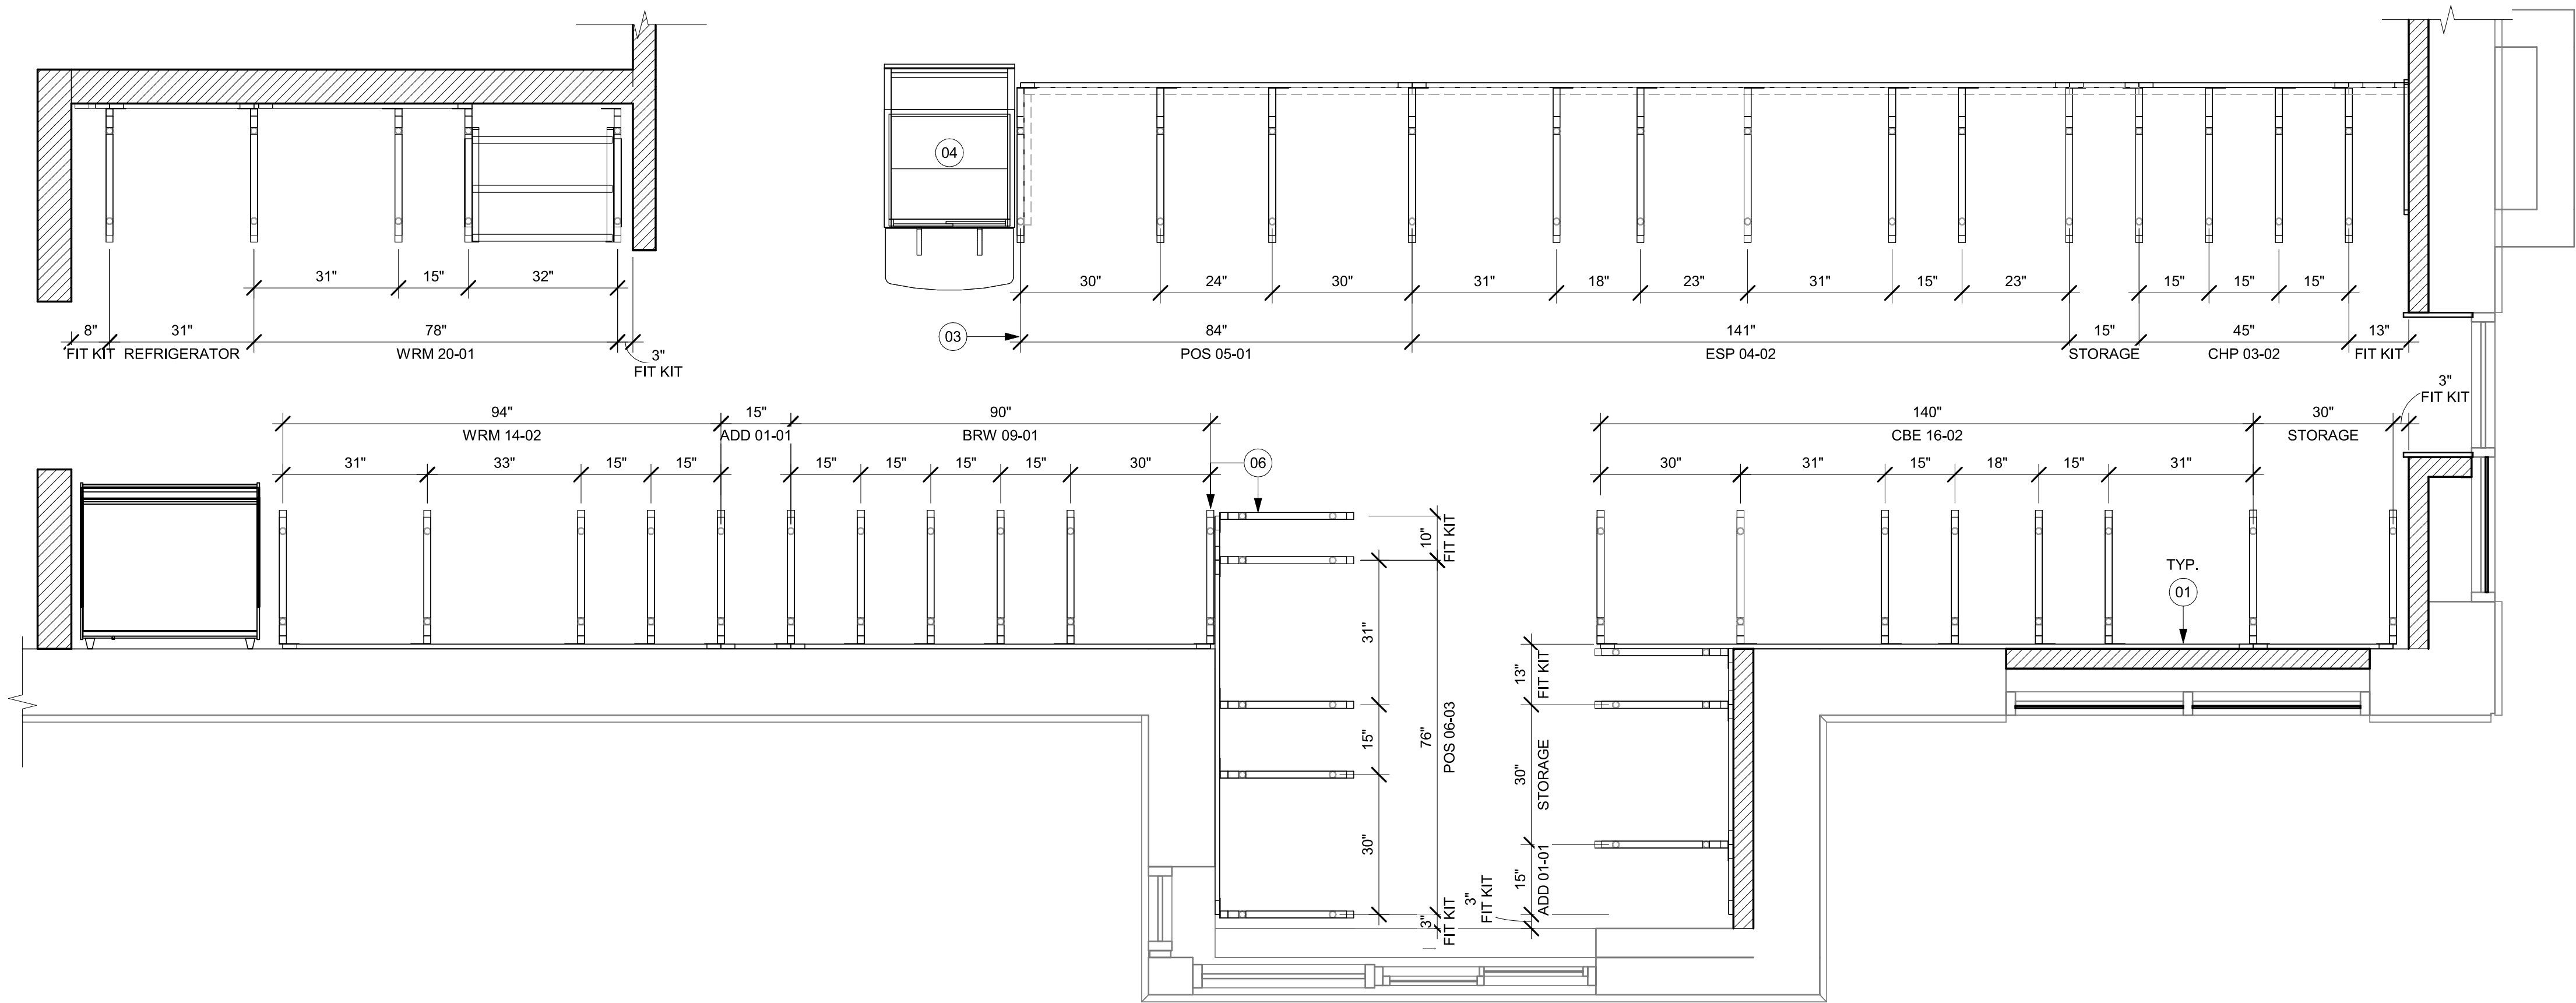 04
31" 15" 32"
8" 31" 78" 3"
FIT KIT REFRIGERATOR WRM 20-01 FIT KIT
30" 24" 30" 31" 18" 23" 31" 15" 23" 15" 15" 15"
03 84" 141" 15" 45" 13"
POS 05-01 ESP 04-02 STORAGE CHP 03-02 FIT KIT
94" 15" 90"
WRM 14-02 ADD 01-01 BRW 09-01
31" 33" 15" 15" 15" 15" 15" 15" 30"
06
10"
FIT KIT
31"
15"
30"
76"
POS 06-03
3"
FIT KIT
140" 30" 3"
CBE 16-02 STORAGE FIT KIT
30" 31" 15" 18" 15" 31"
TYP.
01
13"
FIT KIT
30"
STORAGE
15"
ADD 01-01
3"
FIT KIT